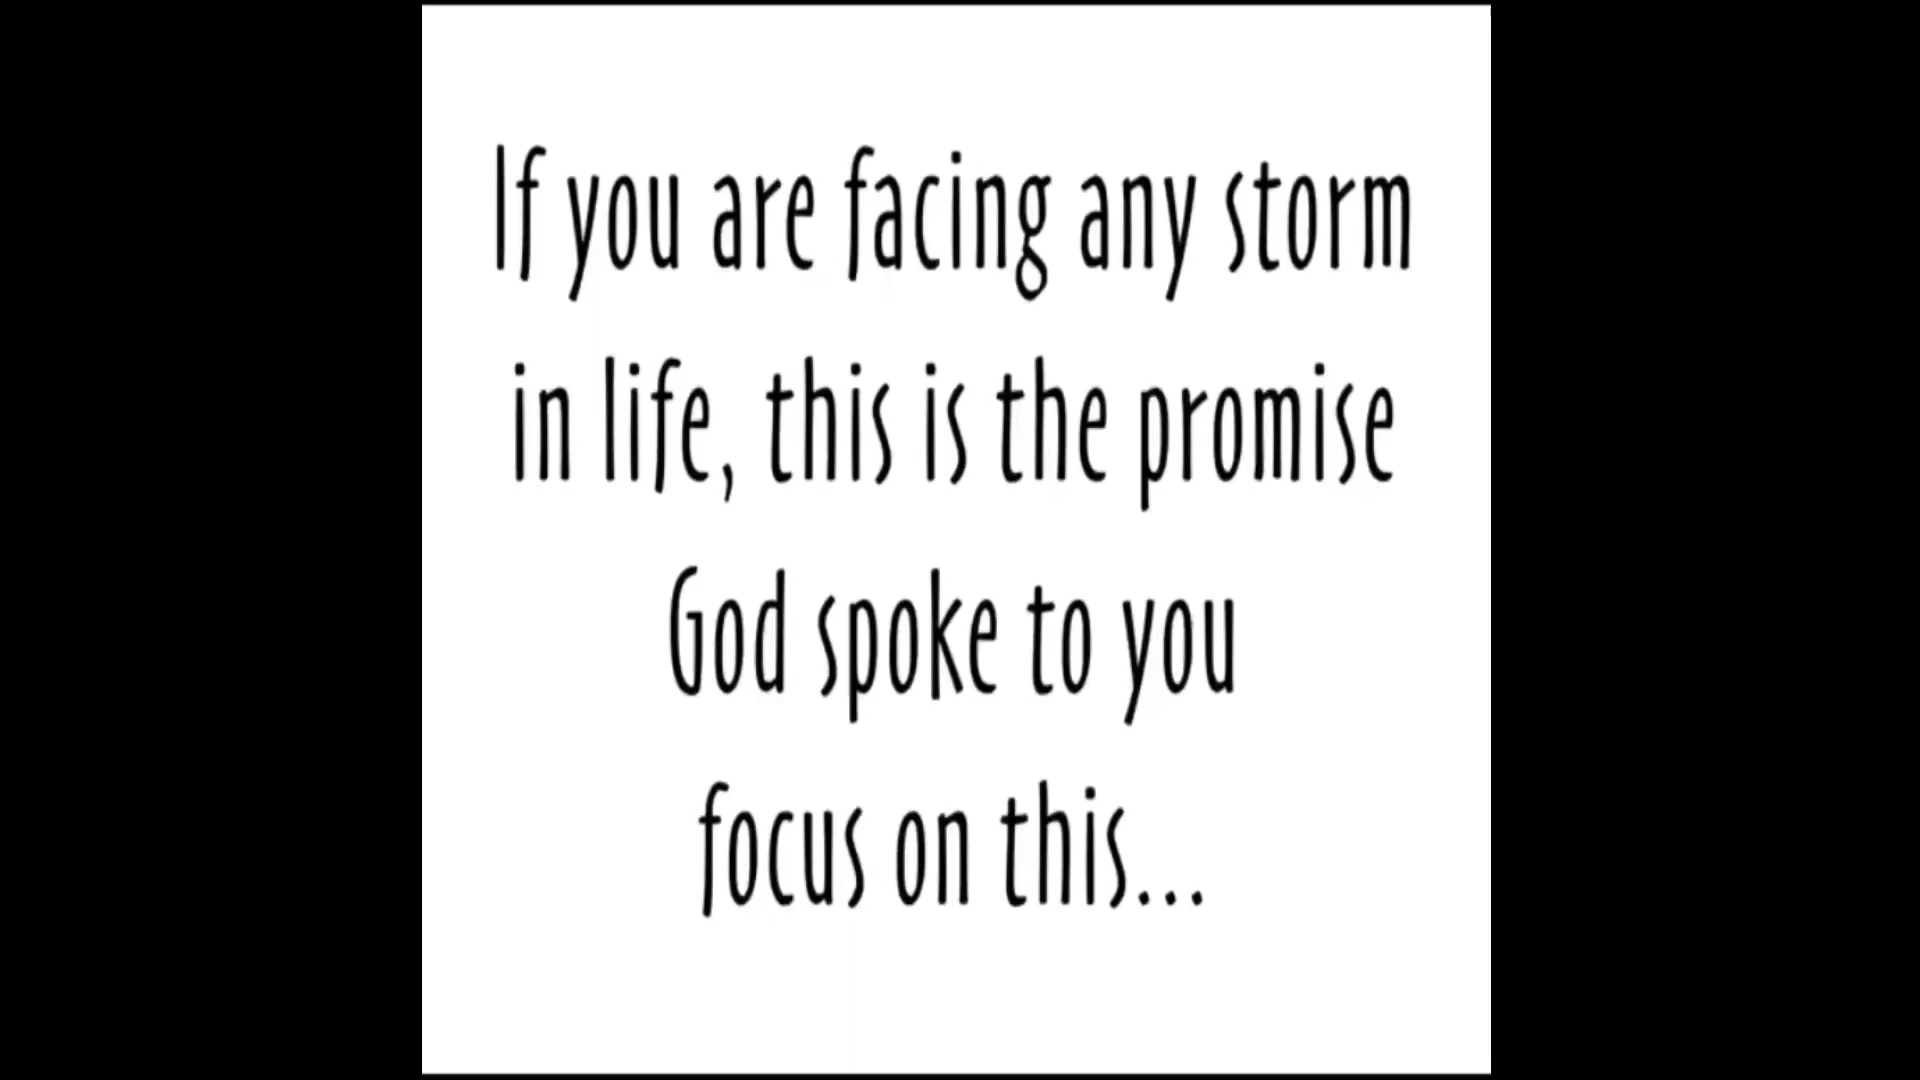 If you are facing any storm
in life, this is the promise
God spoke to you
focus on this...